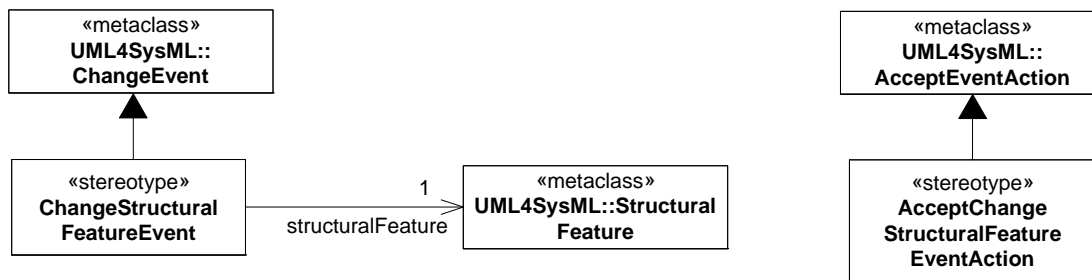 «metaclass»
UML4SysML::
ChangeEvent
«metaclass»
UML4SysML::
AcceptEventAction
«stereotype»
ChangeStructural
FeatureEvent
1
structuralFeature
«metaclass»
UML4SysML::Structural
Feature
«stereotype»
AcceptChange
StructuralFeature
EventAction